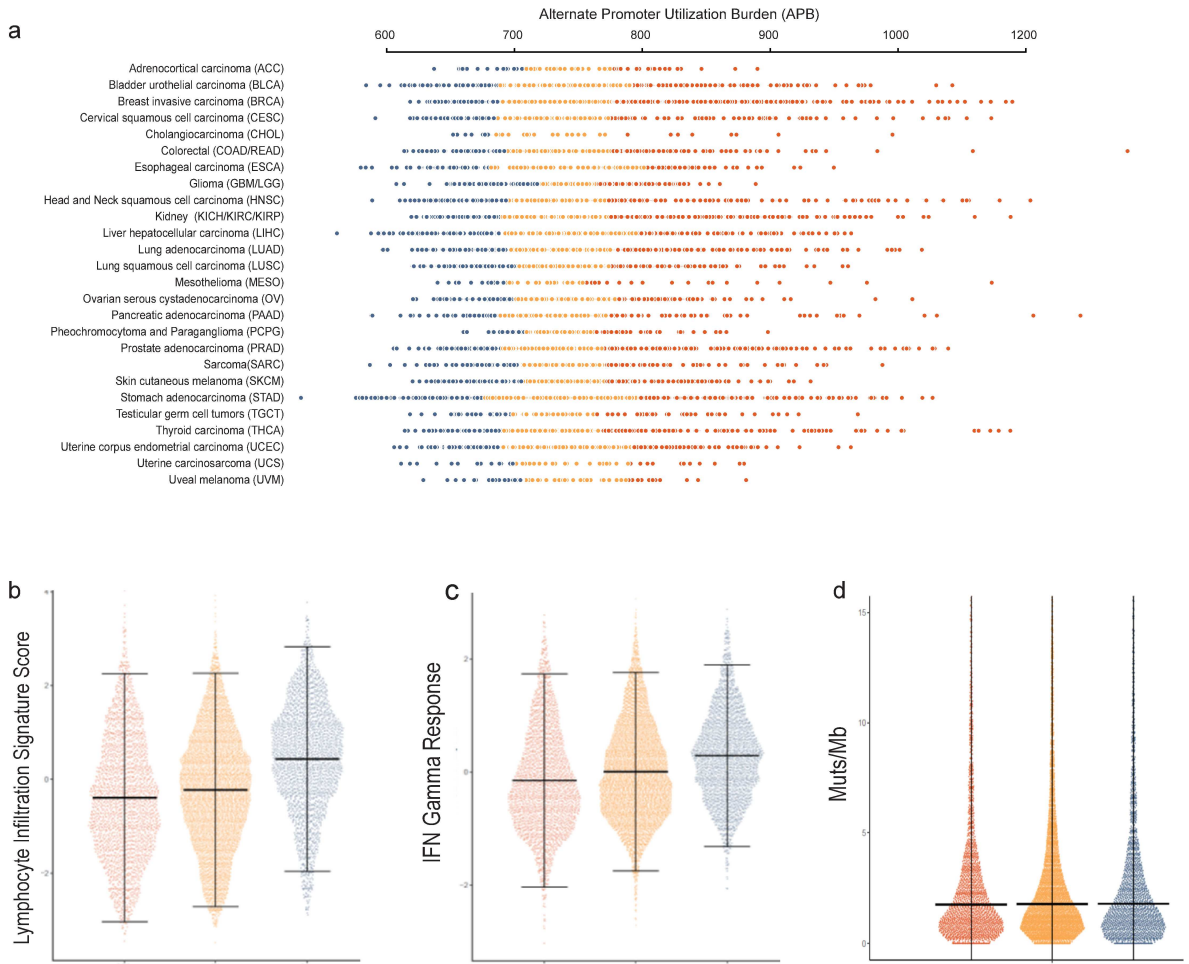 a
Alternate Promoter Utilization Burden (APB)
600 700 800 900 1000 1200
Adrenocortical carcinoma (ACC)
Bladder urothelial carcinoma (BLCA)
Breast invasive carcinoma (BRCA)
Cervical squamous cell carcinoma (CESC)
Cholangiocarcinoma (CHOL)
Colorectal (COAD/READ)
Esophageal carcinoma (ESCA)
Glioma (GBM/LGG)
Head and Neck squamous cell carcinoma (HNSC)
Kidney (KICH/KIRC/KIRP)
Liver hepatocellular carcinoma (LIHC)
Lung adenocarcinoma (LUAD)
Lung squamous cell carcinoma (LUSC)
Mesothelioma (MESO)
Ovarian serous cystadenocarcinoma (OV)
Pancreatic adenocarcinoma (PAAD)
Pheochromocytoma and Paraganglioma (PCPG)
Prostate adenocarcinoma (PRAD)
Sarcoma(SARC)
Skin cutaneous melanoma (SKCM)
Stomach adenocarcinoma (STAD)
Testicular germ cell tumors (TGCT)
Thyroid carcinoma (THCA)
Uterine corpus endometrial carcinoma (UCEC)
Uterine carcinosarcoma (UCS)
Uveal melanoma (UVM)
b
Lymphocyte Infiltration Signature Score
4
2
0
-2
c
IFN Gamma Response
2
0
-2
d
Muts/Mb
15
10
5
0